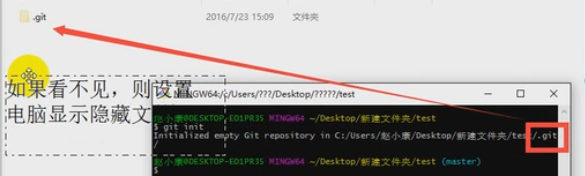 .git
2016/7/23 15:09
文件夹
如果看不见，则设置
电脑显示隐藏文
MINGW64:/c/Users/???/Desktop/?????/test
赵小康@DESKTOP-EO1PR3S MINGW64 ~/Desktop/新建文件夹/test
$ git init
Initialized empty Git repository in C:/Users/赵小康/Desktop/新建文件夹/test/.git
/
赵小康@DESKTOP-EO1PR3S MINGW64 ~/Desktop/新建文件夹/test (master)
$